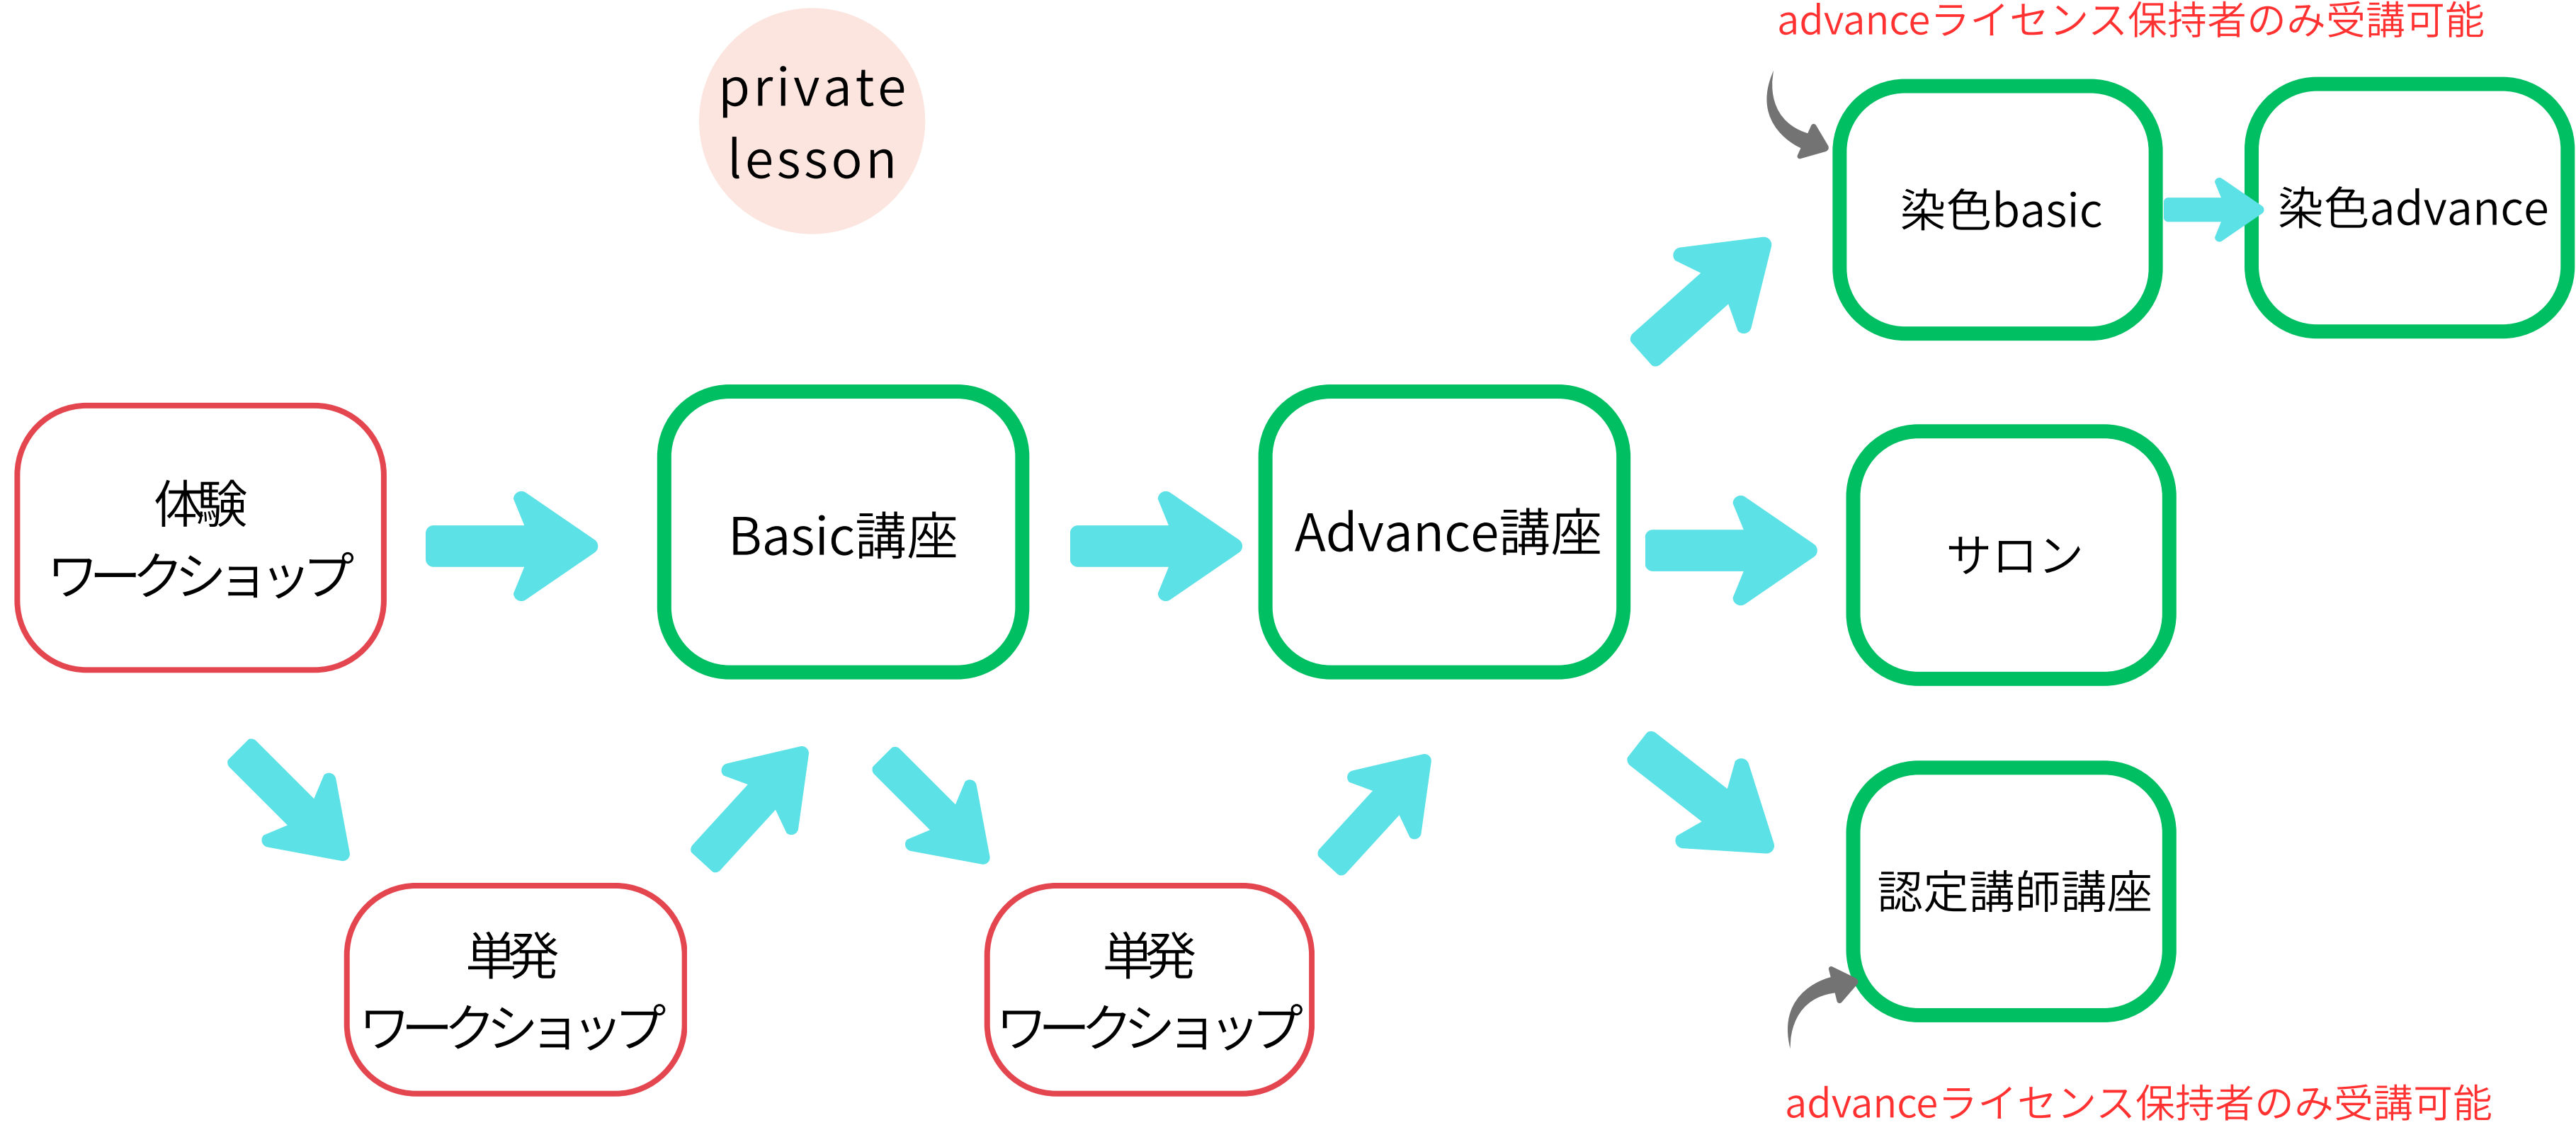 advanceライセンス保持者のみ受講可能
private
lesson
染色basic
染色advance
体験
ワークショップ
Basic講座
Advance講座
サロン
認定講師講座
単発
ワークショップ
単発
ワークショップ
advanceライセンス保持者のみ受講可能